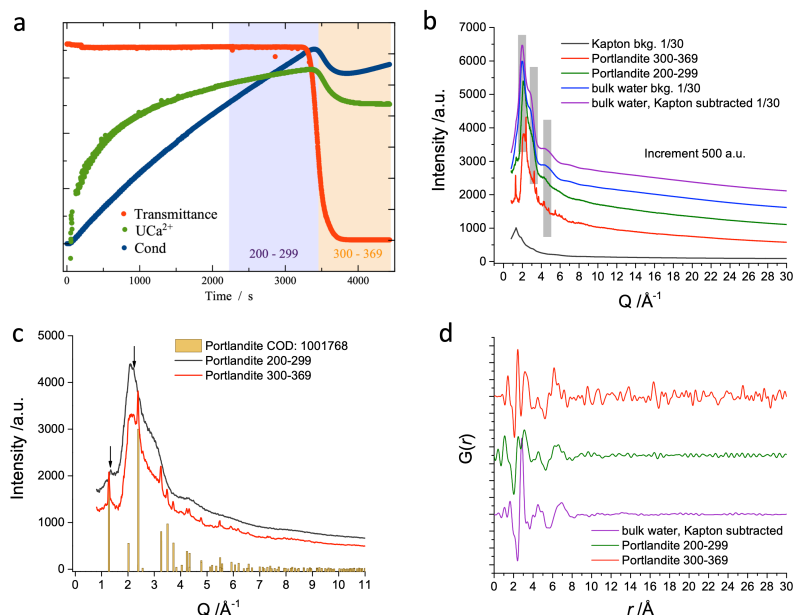 a
Transmittance
UCa²⁺
Cond
200 - 299
300 - 369
0
1000
2000
3000
4000
Time / s
b
Intensity /a.u.
7000
6000
5000
4000
3000
2000
1000
0
Kapton bkg. 1/30
Portlandite 300-369
Portlandite 200-299
bulk water bkg. 1/30
bulk water, Kapton subtracted 1/30
Increment 500 a.u.
0 2 4 6 8 10 12 14 16 18 20 22 24 26 28 30
Q /Å⁻¹
c
Intensity /a.u.
5000
4000
3000
2000
1000
0
Portlandite COD: 1001768
Portlandite 200-299
Portlandite 300-369
0 1 2 3 4 5 6 7 8 9 10 11
Q /Å⁻¹
d
G(r)
bulk water, Kapton subtracted
Portlandite 200-299
Portlandite 300-369
0 2 4 6 8 10 12 14 16 18 20 22 24 26 28 30
r /Å